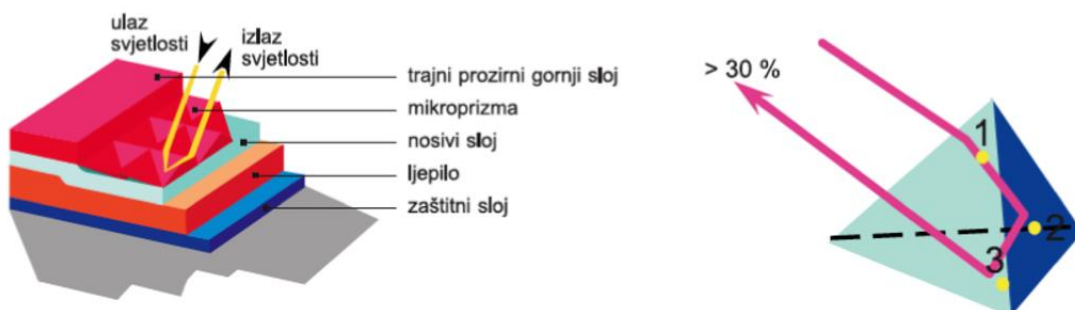 ulaz
svjetlosti
izlaz
svjetlosti
trajni prozirni gornji sloj
mikroprizma
nosivi sloj
ljepilo
zaštitni sloj
> 30 %
1
2
3